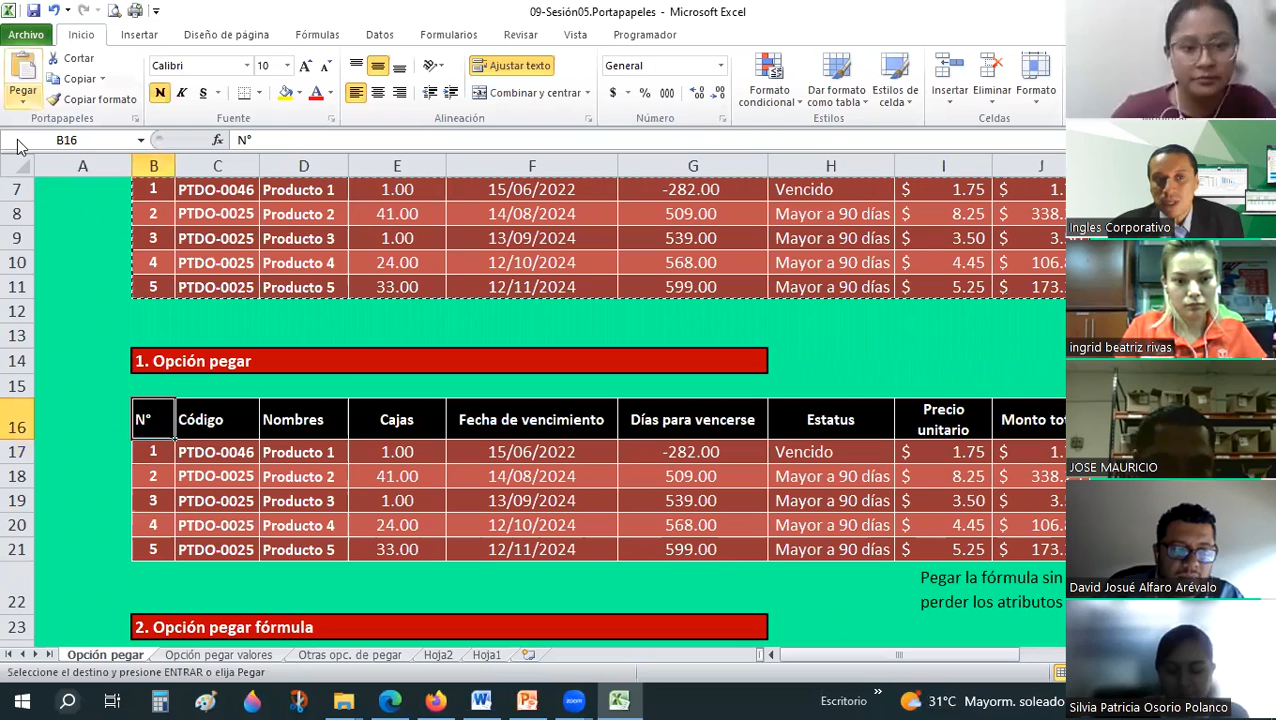 09-Sesión05.Portapapeles - Microsoft Excel
Archivo Inicio Insertar Diseño de página Fórmulas Datos Formularios Revisar Vista Programador
Pegar
Cortar
Copiar
Copiar formato
Portapapeles
Calibri 10
N K S
Fuente
Ajustar texto
Combinar y centrar
Alineación
General
$ % 000
Número
Formato condicional
Dar formato como tabla
Estilos de celda
Estilos
Insertar Eliminar Formato
Celdas
B16 fx N°
A B C D E F G H I J
7 1 PTDO-0046 Producto 1 1.00 15/06/2022 -282.00 Vencido $ 1.75
8 2 PTDO-0025 Producto 2 41.00 14/08/2024 509.00 Mayor a 90 días $ 8.25
9 3 PTDO-0025 Producto 3 1.00 13/09/2024 539.00 Mayor a 90 días $ 3.50
10 4 PTDO-0025 Producto 4 24.00 12/10/2024 568.00 Mayor a 90 días $ 4.45
11 5 PTDO-0025 Producto 5 33.00 12/11/2024 599.00 Mayor a 90 días $ 5.25
12
13
14 1. Opción pegar
15
16 N° Código Nombres Cajas Fecha de vencimiento Días para vencerse Estatus Precio unitario Monto
17 1 PTDO-0046 Producto 1 1.00 15/06/2022 -282.00 Vencido $ 1.75
18 2 PTDO-0025 Producto 2 41.00 14/08/2024 509.00 Mayor a 90 días $ 8.25
19 3 PTDO-0025 Producto 3 1.00 13/09/2024 539.00 Mayor a 90 días $ 3.50
20 4 PTDO-0025 Producto 4 24.00 12/10/2024 568.00 Mayor a 90 días $ 4.45
21 5 PTDO-0025 Producto 5 33.00 12/11/2024 599.00 Mayor a 90 días $ 5.25
Pegar la fórmula sin
22 perder los atributos
23 2. Opción pegar fórmula
Opción pegar Opción pegar valores Otras opc. de pegar Hoja2 Hoja1
Seleccione el destino y presione ENTRAR o elija Pegar
Escritorio » 31°C Mayorm. soleado
Ingles Corporativo
ingrid beatriz rivas
JOSE MAURICIO
David Josué Alfaro Arévalo
Silvia Patricia Osorio Polanco